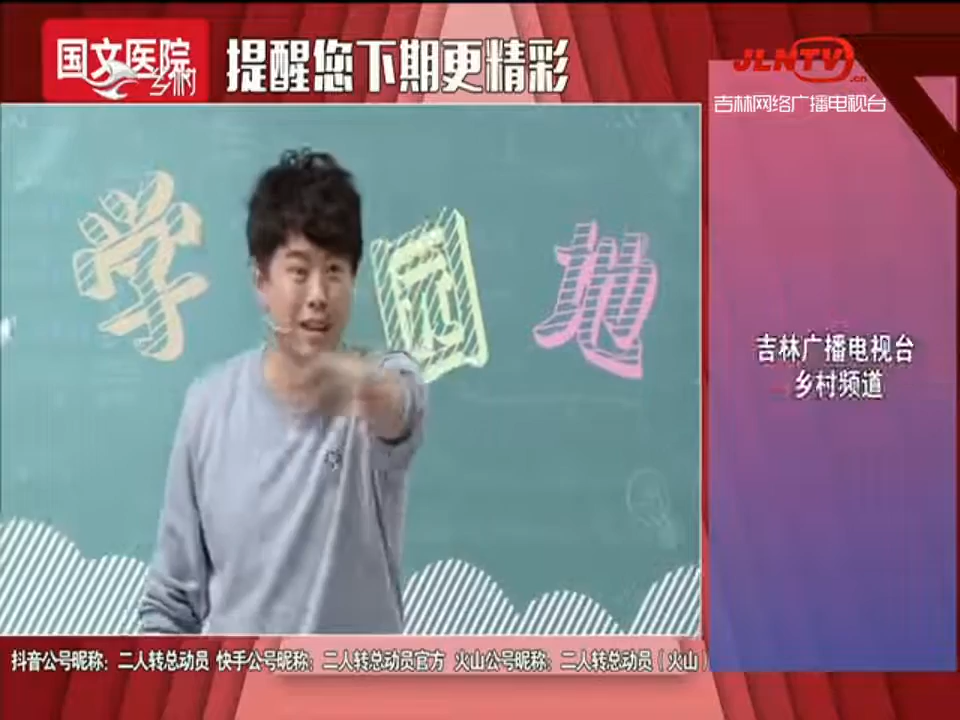 国文医院
乡村
提醒您下期更精彩
JLNTV.cn
吉林网络广播电视台
学
园
地
吉林广播电视台
乡村频道
抖音公号昵称：二人转总动员 快手公号昵称：二人转总动员官方 火山公号昵称：二人转总动员（火山）